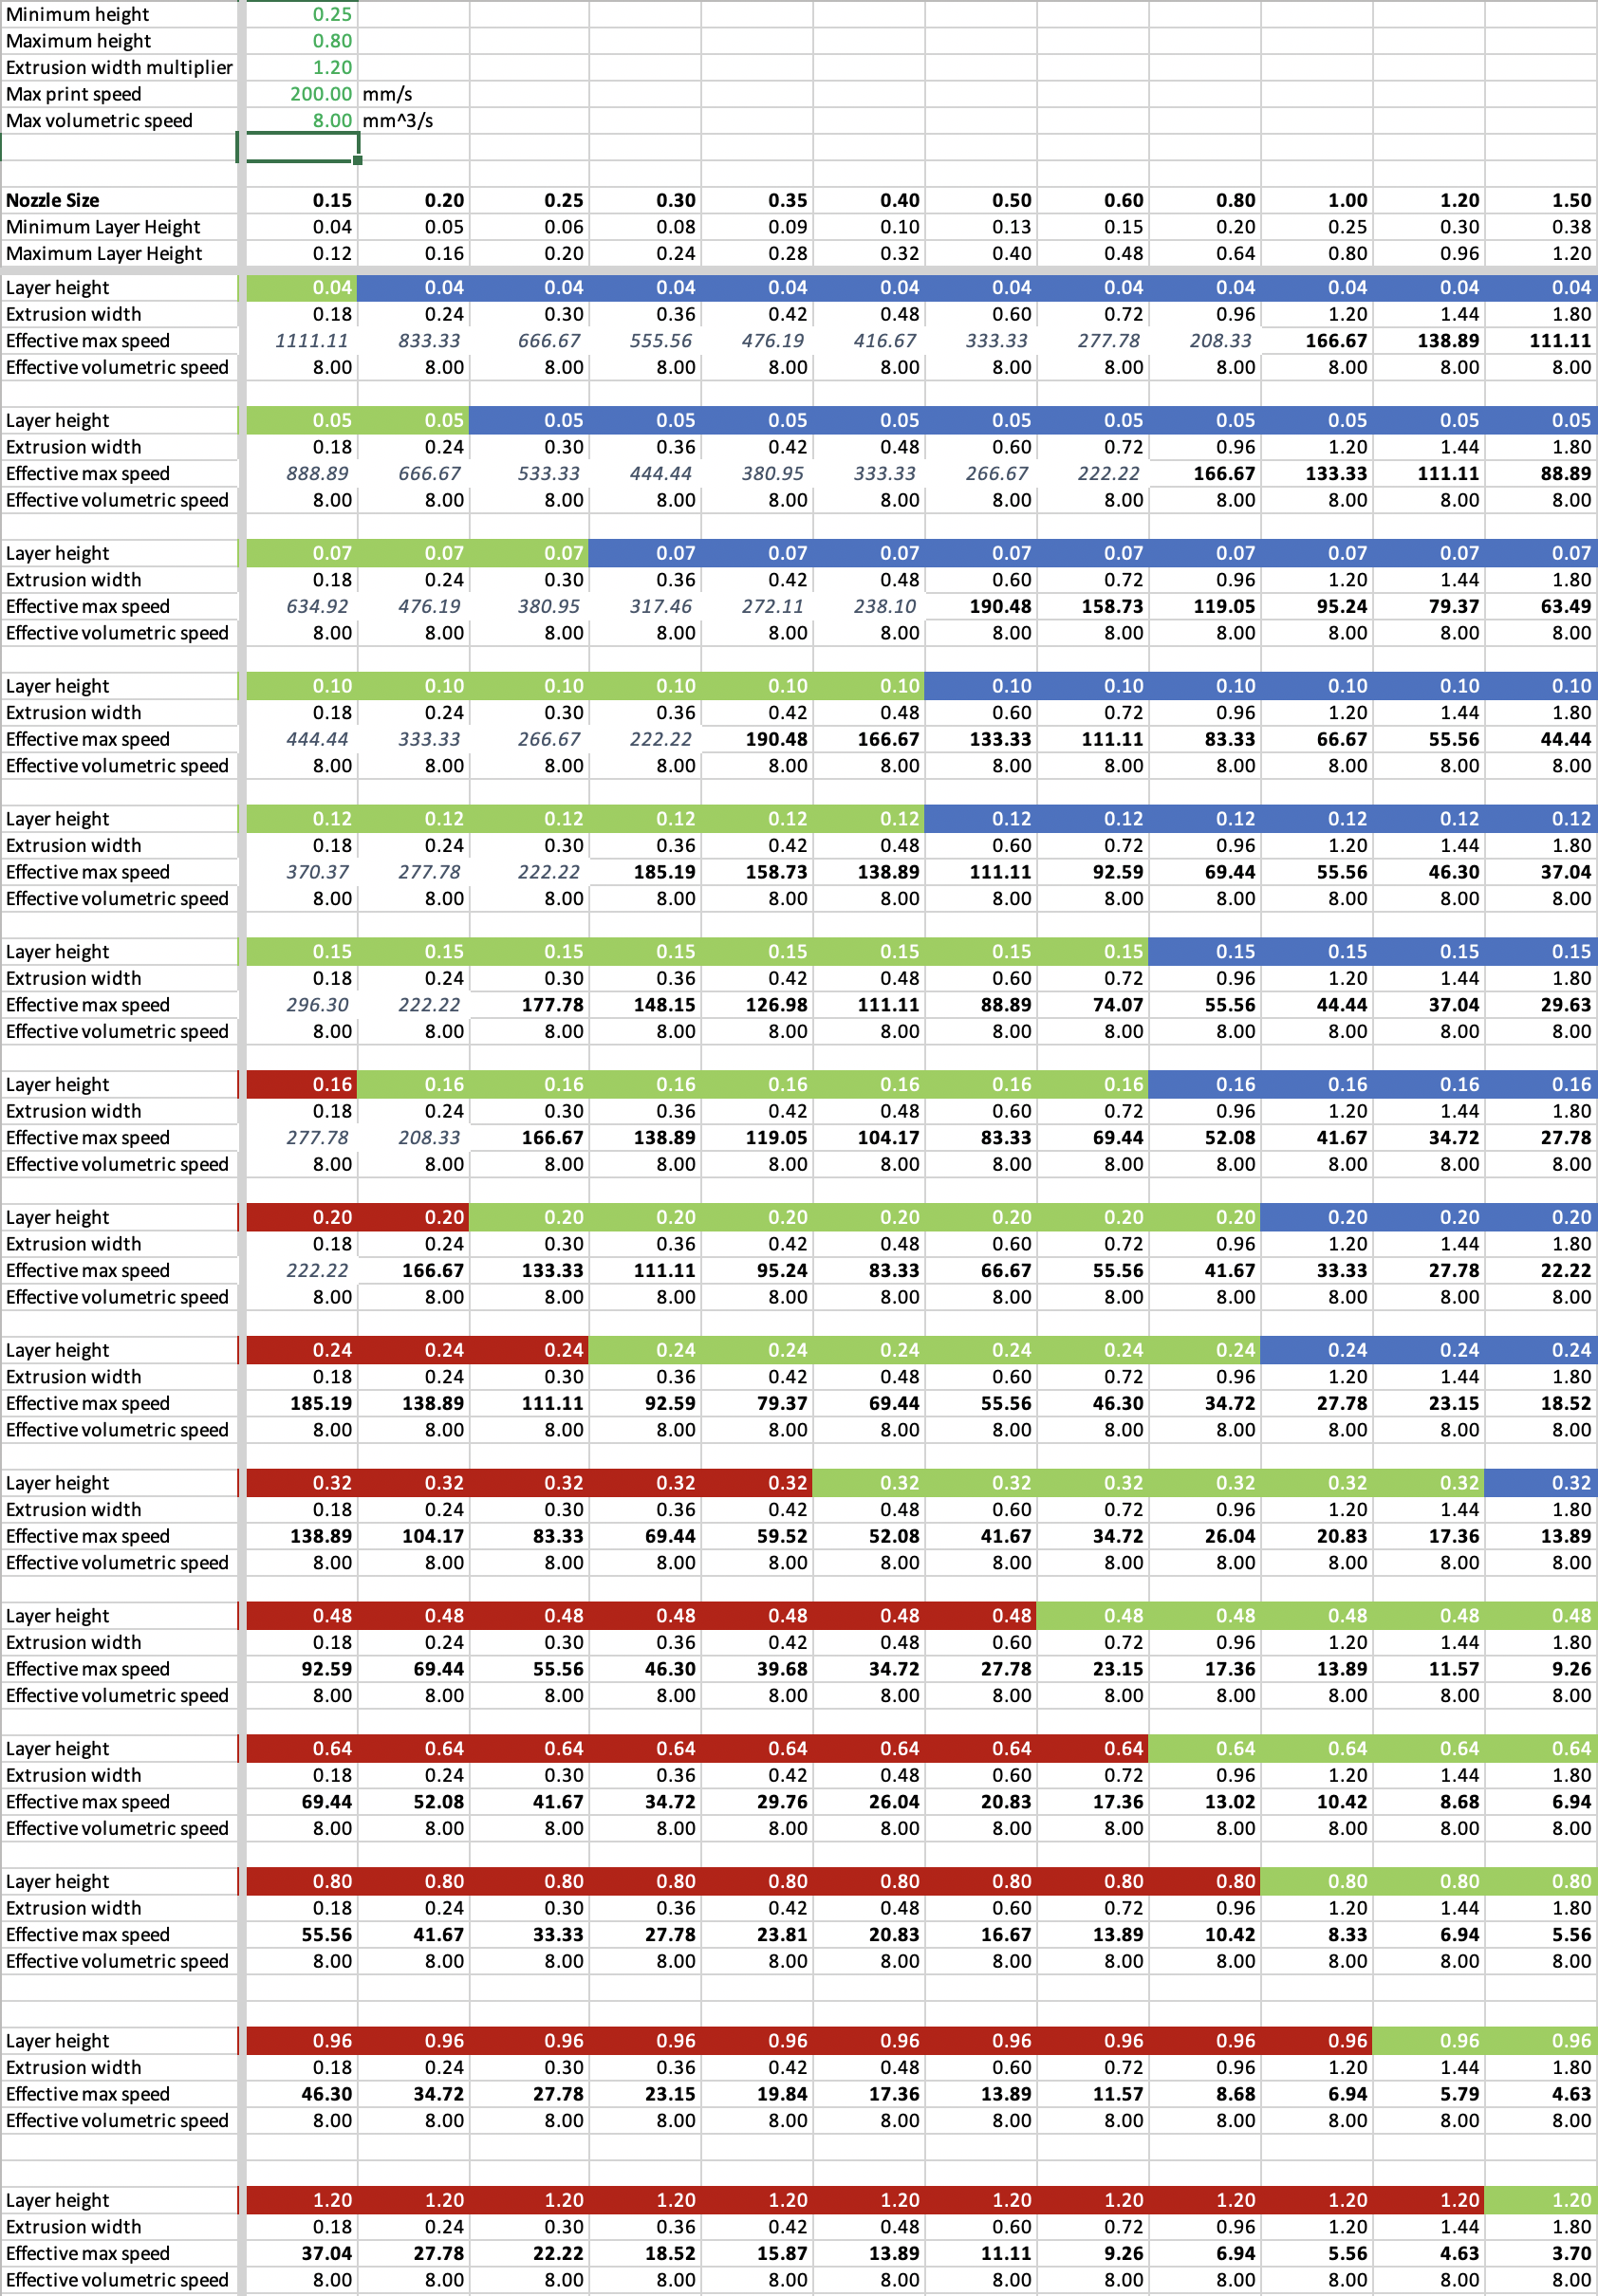 Minimum height 0.25
Maximum height 0.80
Extrusion width multiplier 1.20
Max print speed 200.00 mm/s
Max volumetric speed 8.00 mm^3/s
Nozzle Size 0.15 0.20 0.25 0.30 0.35 0.40 0.50 0.60 0.80 1.00 1.20 1.50
Minimum Layer Height 0.04 0.05 0.06 0.08 0.09 0.10 0.13 0.15 0.20 0.25 0.30 0.38
Maximum Layer Height 0.12 0.16 0.20 0.24 0.28 0.32 0.40 0.48 0.64 0.80 0.96 1.20
Layer height 0.04 0.04 0.04 0.04 0.04 0.04 0.04 0.04 0.04 0.04 0.04 0.04
Extrusion width 0.18 0.24 0.30 0.36 0.42 0.48 0.60 0.72 0.96 1.20 1.44 1.80
Effective max speed 1111.11 833.33 666.67 555.56 476.19 416.67 333.33 277.78 208.33 166.67 138.89 111.11
Effective volumetric speed 8.00 8.00 8.00 8.00 8.00 8.00 8.00 8.00 8.00 8.00 8.00 8.00
Layer height 0.05 0.05 0.05 0.05 0.05 0.05 0.05 0.05 0.05 0.05 0.05 0.05
Extrusion width 0.18 0.24 0.30 0.36 0.42 0.48 0.60 0.72 0.96 1.20 1.44 1.80
Effective max speed 888.89 666.67 533.33 444.44 380.95 333.33 266.67 222.22 166.67 133.33 111.11 88.89
Effective volumetric speed 8.00 8.00 8.00 8.00 8.00 8.00 8.00 8.00 8.00 8.00 8.00 8.00
Layer height 0.07 0.07 0.07 0.07 0.07 0.07 0.07 0.07 0.07 0.07 0.07 0.07
Extrusion width 0.18 0.24 0.30 0.36 0.42 0.48 0.60 0.72 0.96 1.20 1.44 1.80
Effective max speed 634.92 476.19 380.95 317.46 272.11 238.10 190.48 158.73 119.05 95.24 79.37 63.49
Effective volumetric speed 8.00 8.00 8.00 8.00 8.00 8.00 8.00 8.00 8.00 8.00 8.00 8.00
Layer height 0.10 0.10 0.10 0.10 0.10 0.10 0.10 0.10 0.10 0.10 0.10 0.10
Extrusion width 0.18 0.24 0.30 0.36 0.42 0.48 0.60 0.72 0.96 1.20 1.44 1.80
Effective max speed 444.44 333.33 266.67 222.22 190.48 166.67 133.33 111.11 83.33 66.67 55.56 44.44
Effective volumetric speed 8.00 8.00 8.00 8.00 8.00 8.00 8.00 8.00 8.00 8.00 8.00 8.00
Layer height 0.12 0.12 0.12 0.12 0.12 0.12 0.12 0.12 0.12 0.12 0.12 0.12
Extrusion width 0.18 0.24 0.30 0.36 0.42 0.48 0.60 0.72 0.96 1.20 1.44 1.80
Effective max speed 370.37 277.78 222.22 185.19 158.73 138.89 111.11 92.59 69.44 55.56 46.30 37.04
Effective volumetric speed 8.00 8.00 8.00 8.00 8.00 8.00 8.00 8.00 8.00 8.00 8.00 8.00
Layer height 0.15 0.15 0.15 0.15 0.15 0.15 0.15 0.15 0.15 0.15 0.15 0.15
Extrusion width 0.18 0.24 0.30 0.36 0.42 0.48 0.60 0.72 0.96 1.20 1.44 1.80
Effective max speed 296.30 222.22 177.78 148.15 126.98 111.11 88.89 74.07 55.56 44.44 37.04 29.63
Effective volumetric speed 8.00 8.00 8.00 8.00 8.00 8.00 8.00 8.00 8.00 8.00 8.00 8.00
Layer height 0.16 0.16 0.16 0.16 0.16 0.16 0.16 0.16 0.16 0.16 0.16 0.16
Extrusion width 0.18 0.24 0.30 0.36 0.42 0.48 0.60 0.72 0.96 1.20 1.44 1.80
Effective max speed 277.78 208.33 166.67 138.89 119.05 104.17 83.33 69.44 52.08 41.67 34.72 27.78
Effective volumetric speed 8.00 8.00 8.00 8.00 8.00 8.00 8.00 8.00 8.00 8.00 8.00 8.00
Layer height 0.20 0.20 0.20 0.20 0.20 0.20 0.20 0.20 0.20 0.20 0.20 0.20
Extrusion width 0.18 0.24 0.30 0.36 0.42 0.48 0.60 0.72 0.96 1.20 1.44 1.80
Effective max speed 222.22 166.67 133.33 111.11 95.24 83.33 66.67 55.56 41.67 33.33 27.78 22.22
Effective volumetric speed 8.00 8.00 8.00 8.00 8.00 8.00 8.00 8.00 8.00 8.00 8.00 8.00
Layer height 0.24 0.24 0.24 0.24 0.24 0.24 0.24 0.24 0.24 0.24 0.24 0.24
Extrusion width 0.18 0.24 0.30 0.36 0.42 0.48 0.60 0.72 0.96 1.20 1.44 1.80
Effective max speed 185.19 138.89 111.11 92.59 79.37 69.44 55.56 46.30 34.72 27.78 23.15 18.52
Effective volumetric speed 8.00 8.00 8.00 8.00 8.00 8.00 8.00 8.00 8.00 8.00 8.00 8.00
Layer height 0.32 0.32 0.32 0.32 0.32 0.32 0.32 0.32 0.32 0.32 0.32 0.32
Extrusion width 0.18 0.24 0.30 0.36 0.42 0.48 0.60 0.72 0.96 1.20 1.44 1.80
Effective max speed 138.89 104.17 83.33 69.44 59.52 52.08 41.67 34.72 26.04 20.83 17.36 13.89
Effective volumetric speed 8.00 8.00 8.00 8.00 8.00 8.00 8.00 8.00 8.00 8.00 8.00 8.00
Layer height 0.48 0.48 0.48 0.48 0.48 0.48 0.48 0.48 0.48 0.48 0.48 0.48
Extrusion width 0.18 0.24 0.30 0.36 0.42 0.48 0.60 0.72 0.96 1.20 1.44 1.80
Effective max speed 92.59 69.44 55.56 46.30 39.68 34.72 27.78 23.15 17.36 13.89 11.57 9.26
Effective volumetric speed 8.00 8.00 8.00 8.00 8.00 8.00 8.00 8.00 8.00 8.00 8.00 8.00
Layer height 0.64 0.64 0.64 0.64 0.64 0.64 0.64 0.64 0.64 0.64 0.64 0.64
Extrusion width 0.18 0.24 0.30 0.36 0.42 0.48 0.60 0.72 0.96 1.20 1.44 1.80
Effective max speed 69.44 52.08 41.67 34.72 29.76 26.04 20.83 17.36 13.02 10.42 8.68 6.94
Effective volumetric speed 8.00 8.00 8.00 8.00 8.00 8.00 8.00 8.00 8.00 8.00 8.00 8.00
Layer height 0.80 0.80 0.80 0.80 0.80 0.80 0.80 0.80 0.80 0.80 0.80 0.80
Extrusion width 0.18 0.24 0.30 0.36 0.42 0.48 0.60 0.72 0.96 1.20 1.44 1.80
Effective max speed 55.56 41.67 33.33 27.78 23.81 20.83 16.67 13.89 10.42 8.33 6.94 5.56
Effective volumetric speed 8.00 8.00 8.00 8.00 8.00 8.00 8.00 8.00 8.00 8.00 8.00 8.00
Layer height 0.96 0.96 0.96 0.96 0.96 0.96 0.96 0.96 0.96 0.96 0.96 0.96
Extrusion width 0.18 0.24 0.30 0.36 0.42 0.48 0.60 0.72 0.96 1.20 1.44 1.80
Effective max speed 46.30 34.72 27.78 23.15 19.84 17.36 13.89 11.57 8.68 6.94 5.79 4.63
Effective volumetric speed 8.00 8.00 8.00 8.00 8.00 8.00 8.00 8.00 8.00 8.00 8.00 8.00
Layer height 1.20 1.20 1.20 1.20 1.20 1.20 1.20 1.20 1.20 1.20 1.20 1.20
Extrusion width 0.18 0.24 0.30 0.36 0.42 0.48 0.60 0.72 0.96 1.20 1.44 1.80
Effective max speed 37.04 27.78 22.22 18.52 15.87 13.89 11.11 9.26 6.94 5.56 4.63 3.70
Effective volumetric speed 8.00 8.00 8.00 8.00 8.00 8.00 8.00 8.00 8.00 8.00 8.00 8.00